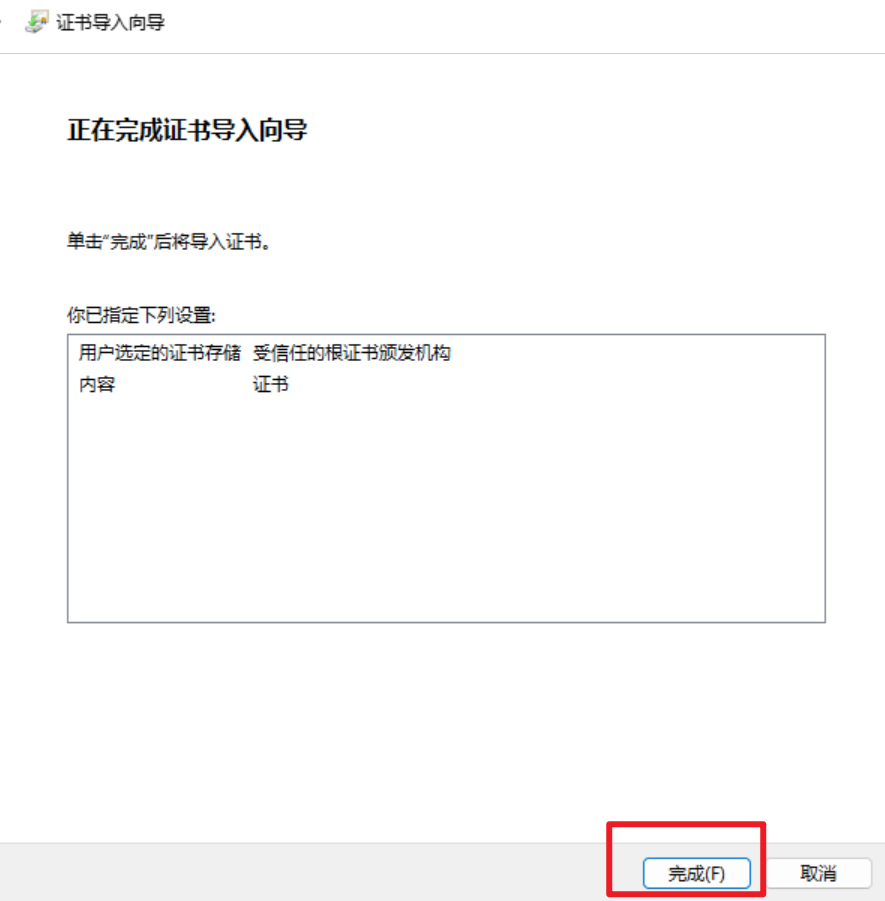 证书导入向导
正在完成证书导入向导
单击"完成"后将导入证书。
你已指定下列设置:
用户选定的证书存储 受信任的根证书颁发机构
内容 证书
完成(F) 取消